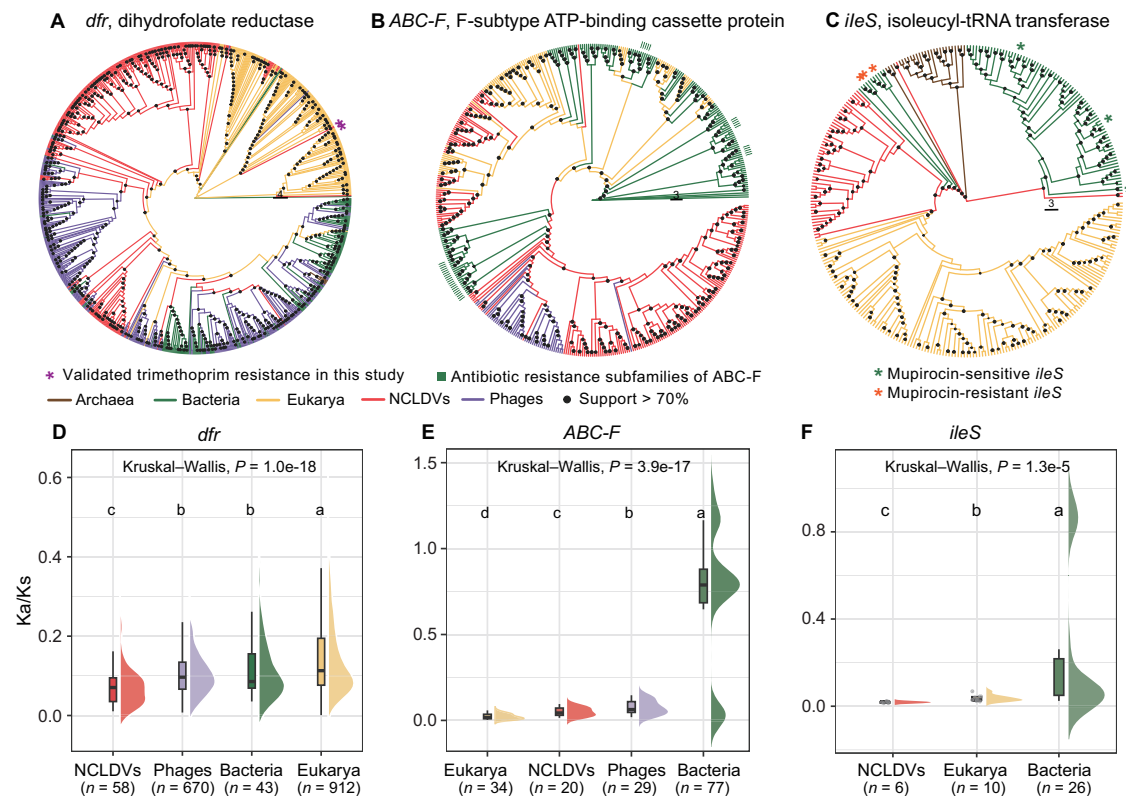 A dfr, dihydrofolate reductase
B ABC-F, F-subtype ATP-binding cassette protein
C ileS, isoleucyl-tRNA transferase
4
3
3
* Validated trimethoprim resistance in this study
■ Antibiotic resistance subfamilies of ABC-F
* Mupirocin-sensitive ileS
* Mupirocin-resistant ileS
Archaea Bacteria Eukarya NCLDVs Phages ● Support > 70%
D dfr
Kruskal–Wallis, P = 1.0e-18
c b b a
Ka/Ks
0.6
0.4
0.2
0.0
NCLDVs Phages Bacteria Eukarya
(n = 58) (n = 670) (n = 43) (n = 912)
E ABC-F
Kruskal–Wallis, P = 3.9e-17
d c b a
1.5
1.0
0.5
0.0
Eukarya NCLDVs Phages Bacteria
(n = 34) (n = 20) (n = 29) (n = 77)
F ileS
Kruskal–Wallis, P = 1.3e-5
c b a
0.8
0.4
0.0
NCLDVs Eukarya Bacteria
(n = 6) (n = 10) (n = 26)